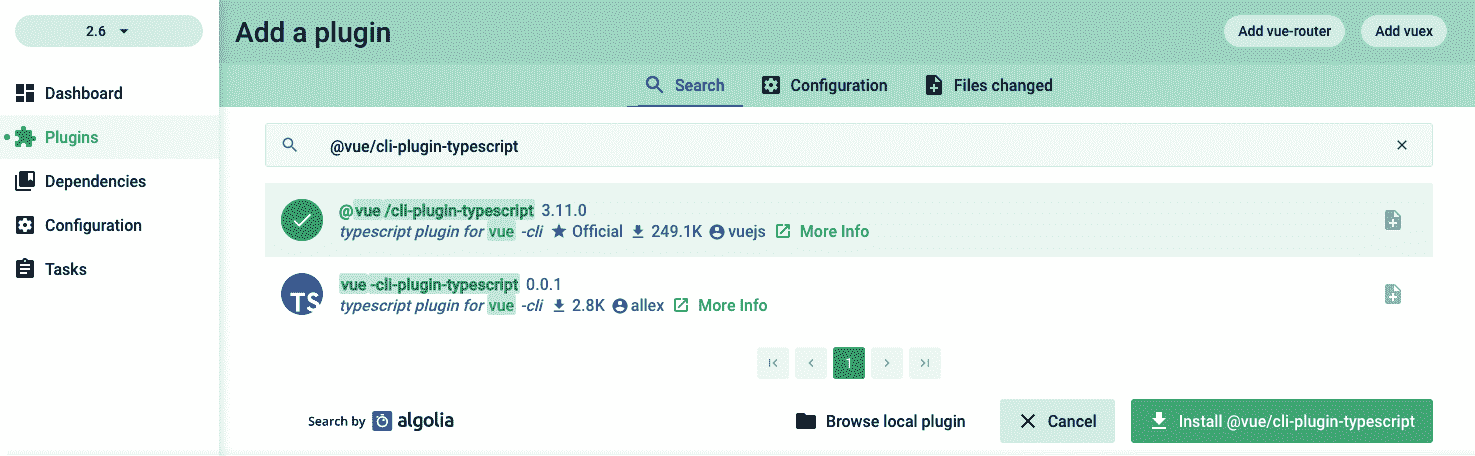 2.6
Add a plugin
Add vue-router
Add vuex
Dashboard
Plugins
Dependencies
Configuration
Tasks
Search
Configuration
Files changed
@vue/cli-plugin-typescript
@vue /cli-plugin-typescript 3.11.0
typescript plugin for vue -cli Official 249.1K vuejs More Info
TS
vue -cli-plugin-typescript 0.0.1
typescript plugin for vue -cli 2.8K allex More Info
1
Search by algolia
Browse local plugin
Cancel
Install @vue/cli-plugin-typescript